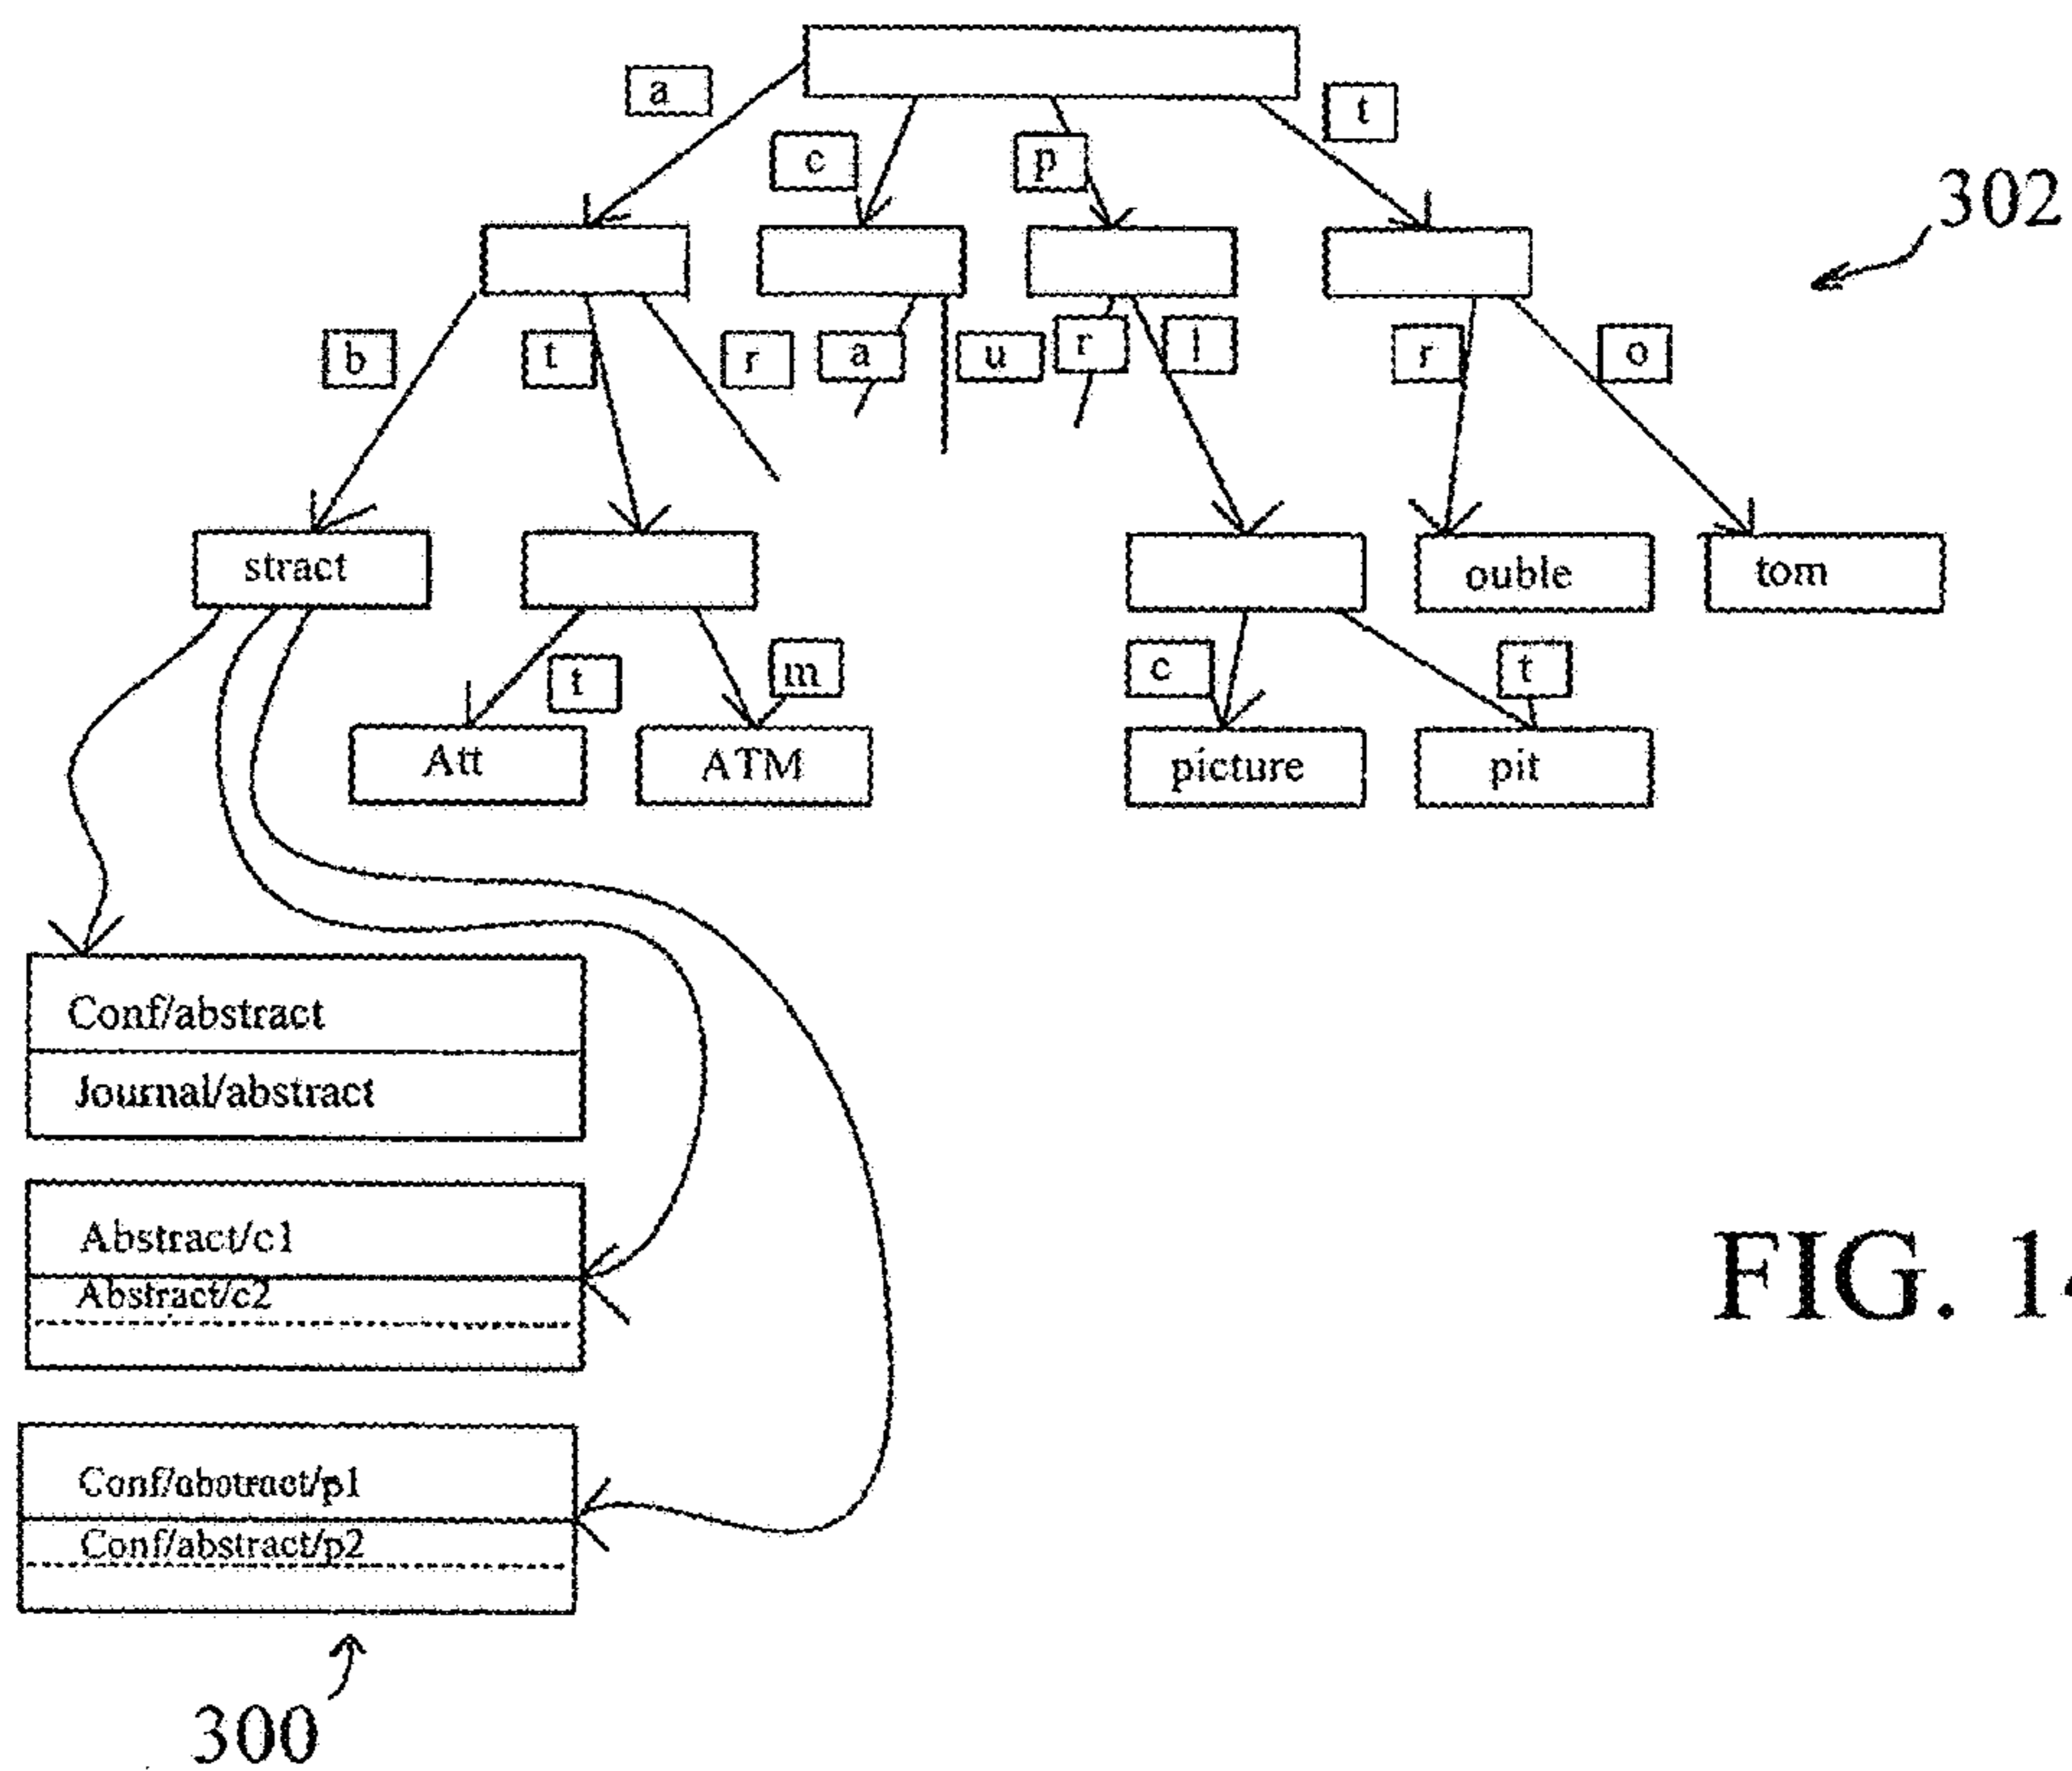 a
c
p
t
302
b
t
r
a
u
r
l
r
o
stract
ouble
tom
t
m
c
t
Att
ATM
picture
pit
Conf/abstract
Journal/abstract
Abstract/c1
Abstract/c2
Conf/abstract/p1
Conf/abstract/p2
FIG. 14
300